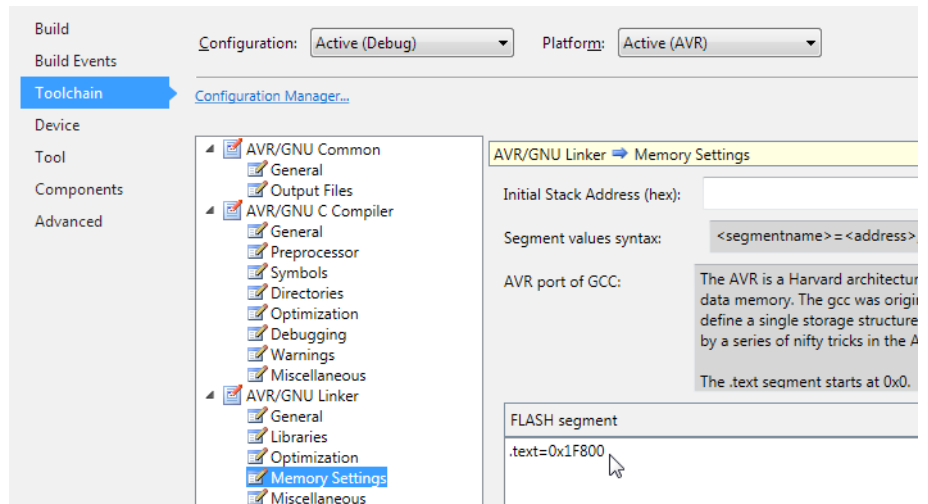 Build
Build Events
Toolchain
Device
Tool
Components
Advanced
Configuration: Active (Debug) Platform: Active (AVR)
Configuration Manager...
AVR/GNU Common
General
Output Files
AVR/GNU C Compiler
General
Preprocessor
Symbols
Directories
Optimization
Debugging
Warnings
Miscellaneous
AVR/GNU Linker
General
Libraries
Optimization
Memory Settings
Miscellaneous
AVR/GNU Linker ➡ Memory Settings
Initial Stack Address (hex):
Segment values syntax: <segmentname>=<address>,
AVR port of GCC: The AVR is a Harvard architectur
data memory. The gcc was origi
define a single storage structure
by a series of nifty tricks in the A
The .text segment starts at 0x0.
FLASH segment
.text=0x1F800